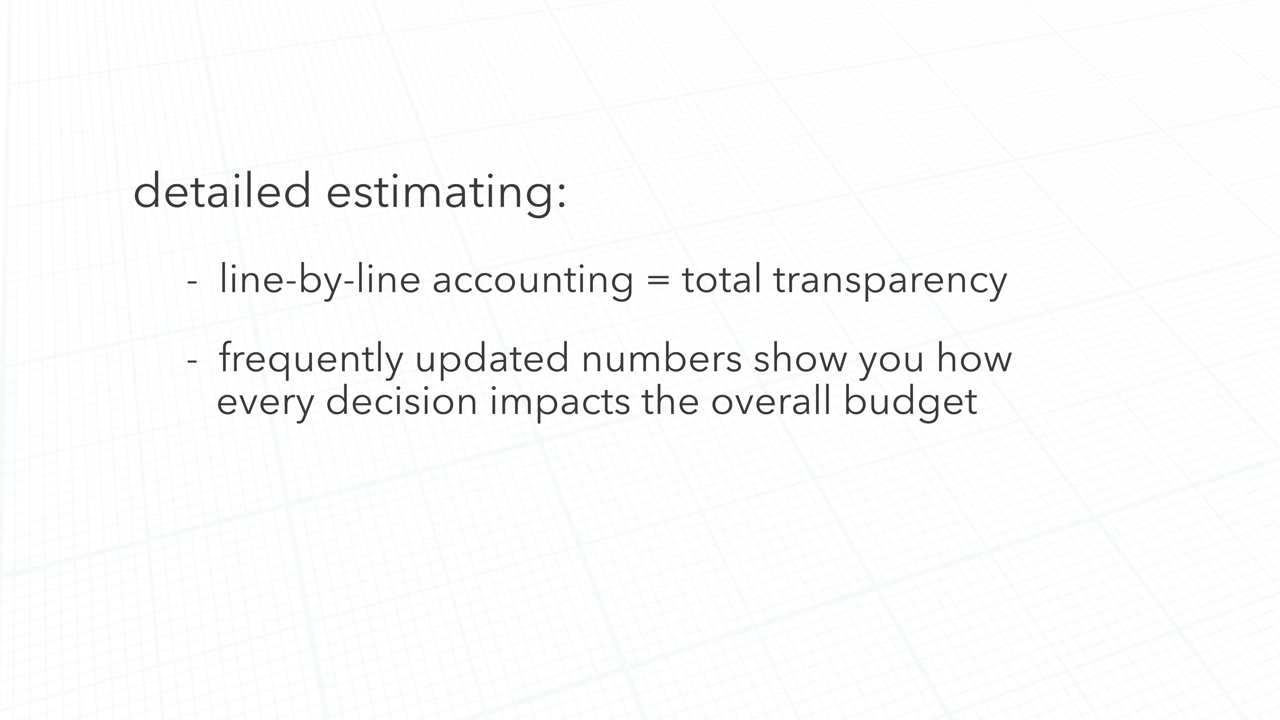 detailed estimating:
- line-by-line accounting = total transparency
- frequently updated numbers show you how
every decision impacts the overall budget